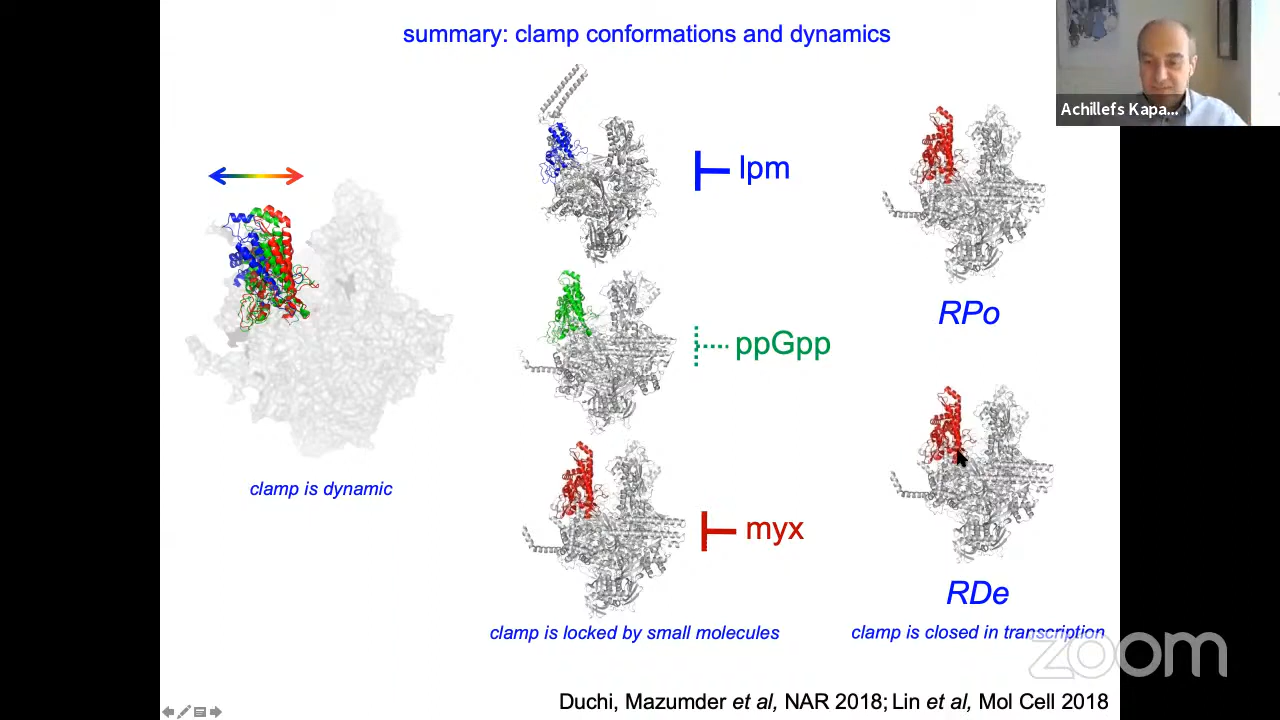 summary: clamp conformations and dynamics
Achillefs Kapa...
lpm
RPo
ppGpp
clamp is dynamic
myx
RDe
clamp is locked by small molecules
clamp is closed in transcription
zoom
Duchi, Mazumder et al, NAR 2018; Lin et al, Mol Cell 2018